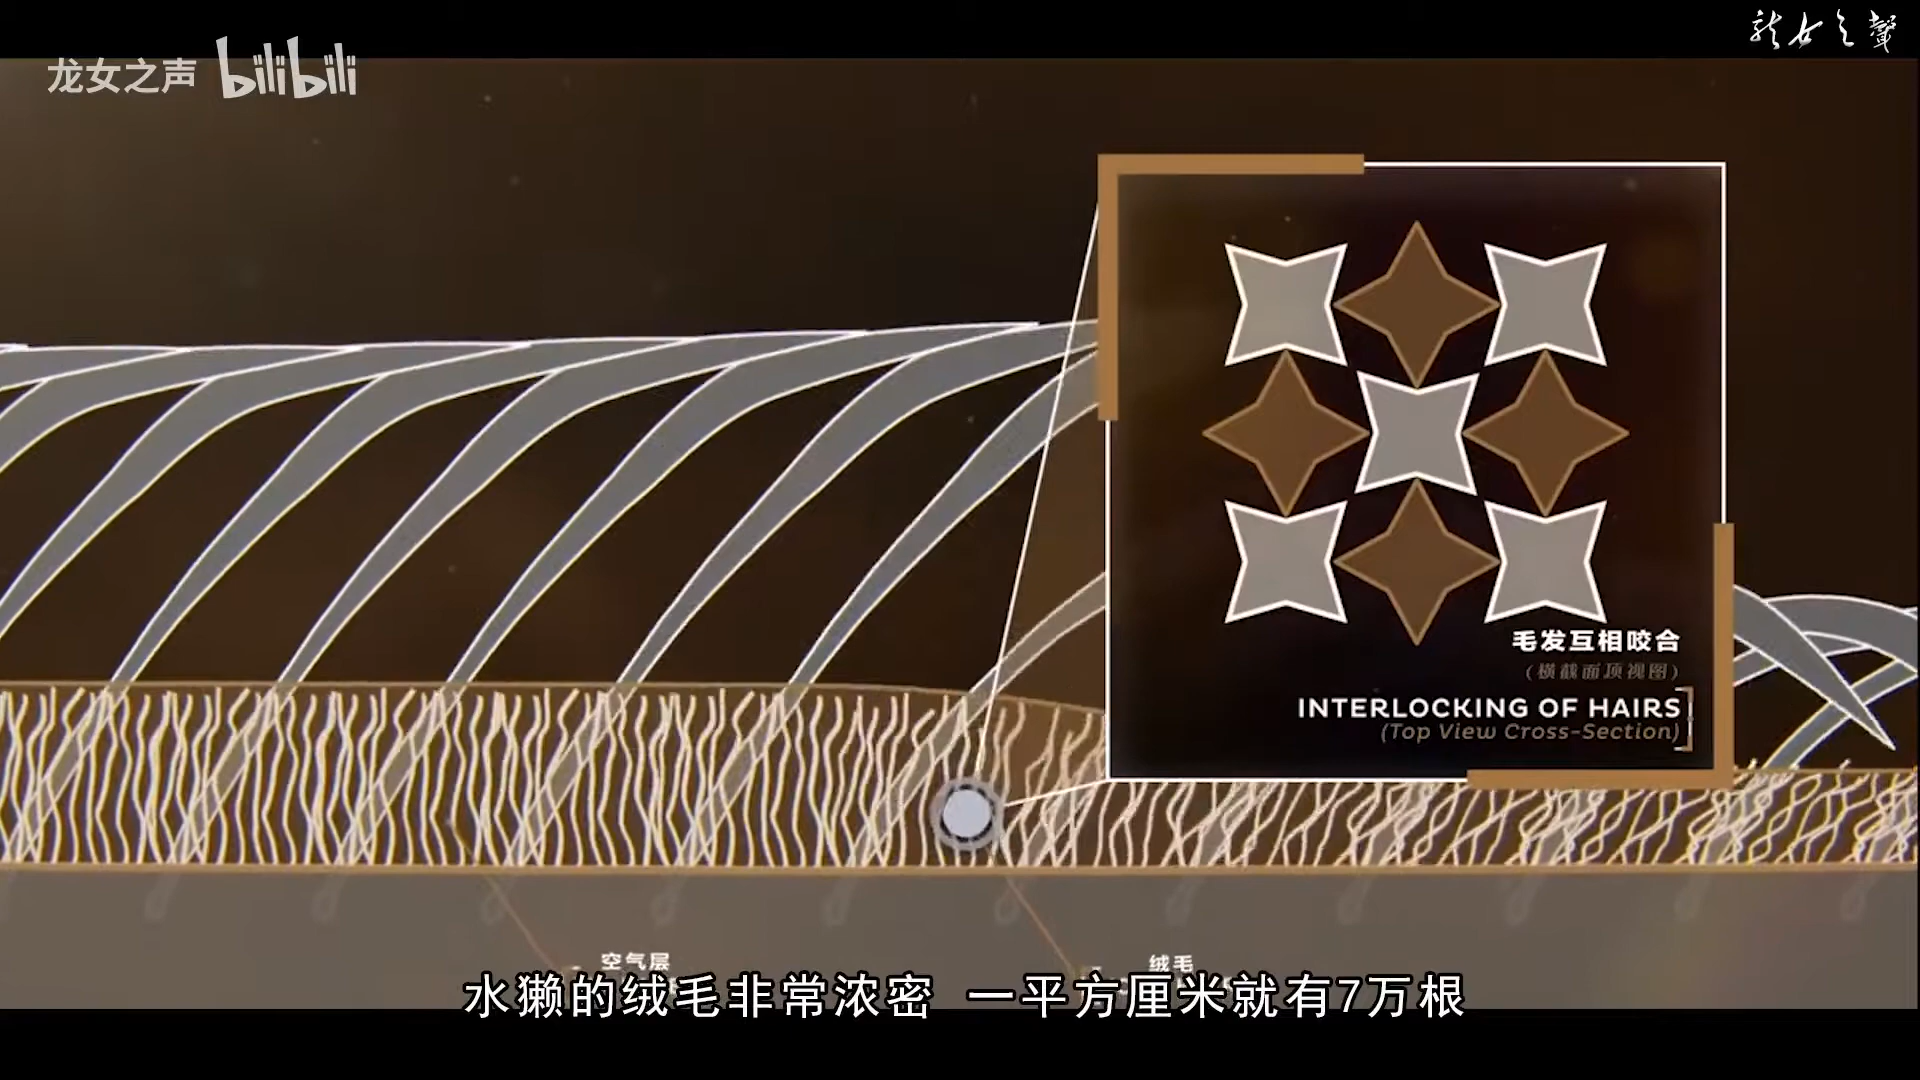 龙女之声
龙女之声 bilibili
毛发互相咬合
(横截面顶视图)
INTERLOCKING OF HAIRS
(Top View Cross-Section)
空气层
绒毛
水獭的绒毛非常浓密 一平方厘米就有7万根